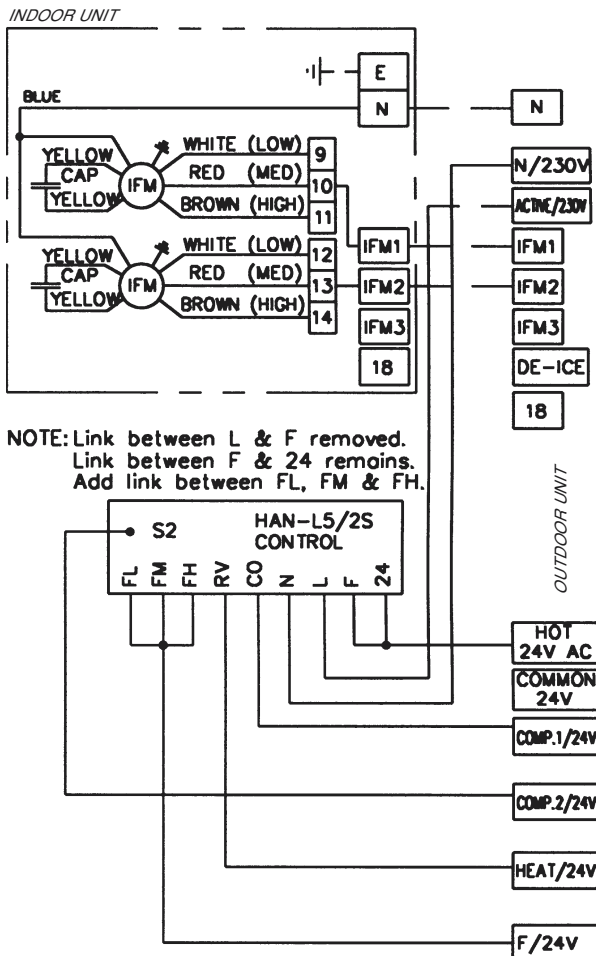 INDOOR UNIT
E
BLUE
N
N
YELLOW
CAP
YELLOW
IFM
WHITE (LOW)
RED (MED)
BROWN (HIGH)
9
10
11
N/230V
ACTIVE/230V
YELLOW
CAP
YELLOW
IFM
WHITE (LOW)
RED (MED)
BROWN (HIGH)
12
13
14
IFM1
IFM2
IFM3
18
IFM1
IFM2
IFM3
DE-ICE
18
NOTE: Link between L & F removed.
Link between F & 24 remains.
Add link between FL, FM & FH.
OUTDOOR UNIT
S2
HAN-L5/2S
CONTROL
FL
FM
FH
RV
CO
N
L
F
24
HOT
24V AC
COMMON
24V
COMP.1/24V
COMP.2/24V
HEAT/24V
F/24V